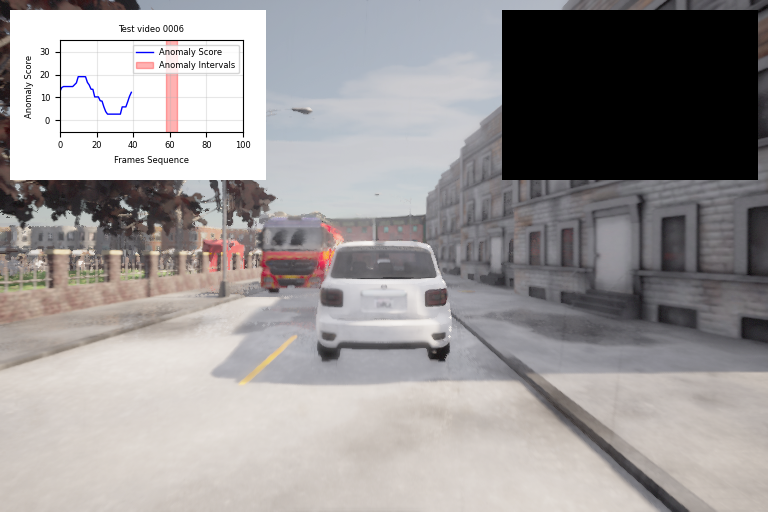 Test video 0006
Anomaly Score
Anomaly Intervals
30
20
10
0
Anomaly Score
0 20 40 60 80 100
Frames Sequence